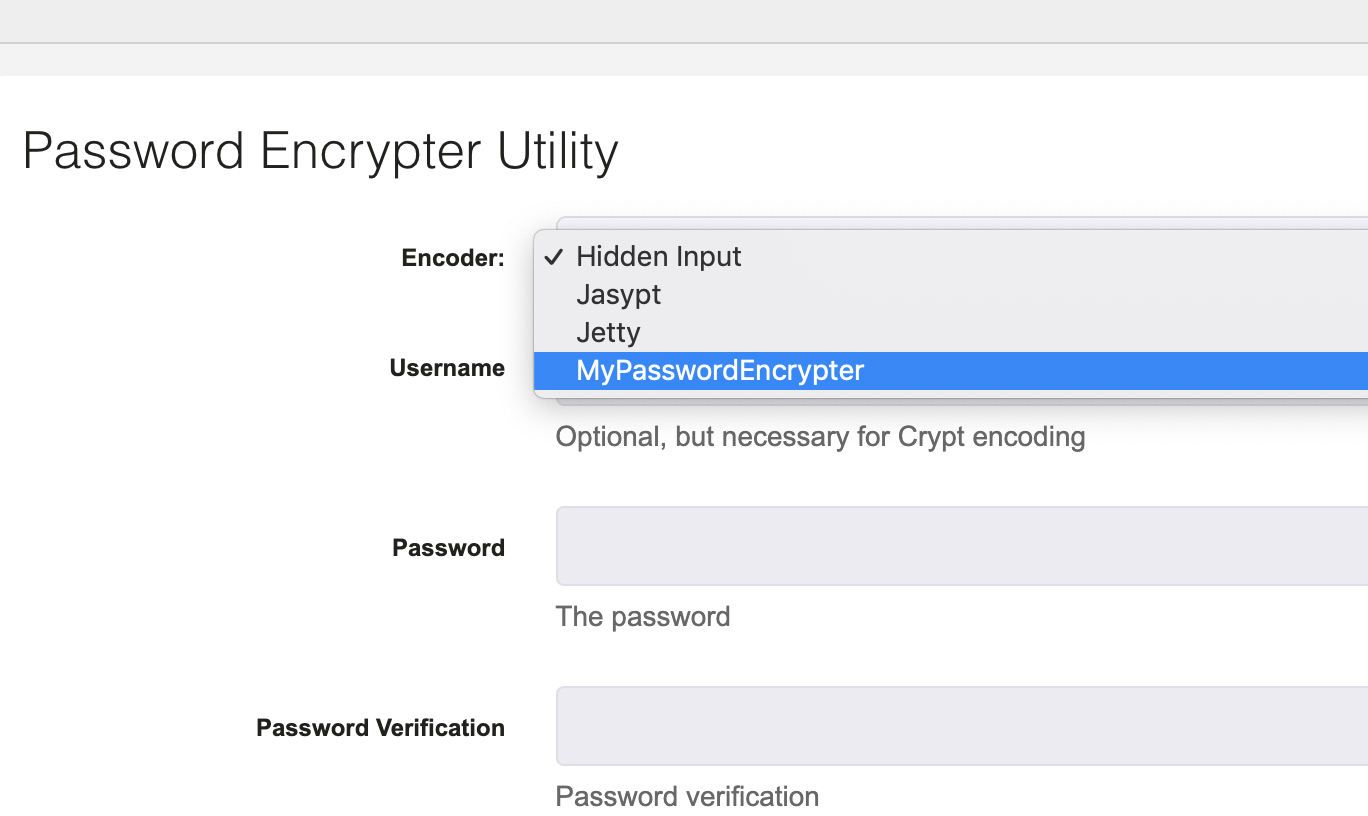 Password Encrypter Utility
Encoder:
✓ Hidden Input
Jasypt
Jetty
MyPasswordEncrypter
Username
Optional, but necessary for Crypt encoding
Password
The password
Password Verification
Password verification